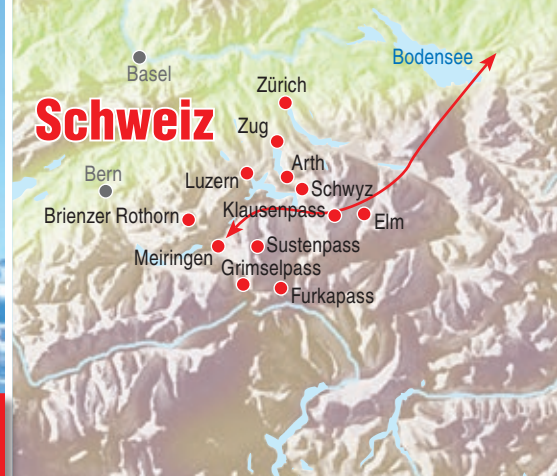 Bodensee
Basel
Zürich
Schweiz
Zug
Arth
Bern
Luzern
Schwyz
Klausenpass
Brienzer Rothorn
Elm
Sustenpass
Meiringen
Grimselpass
Furkapass